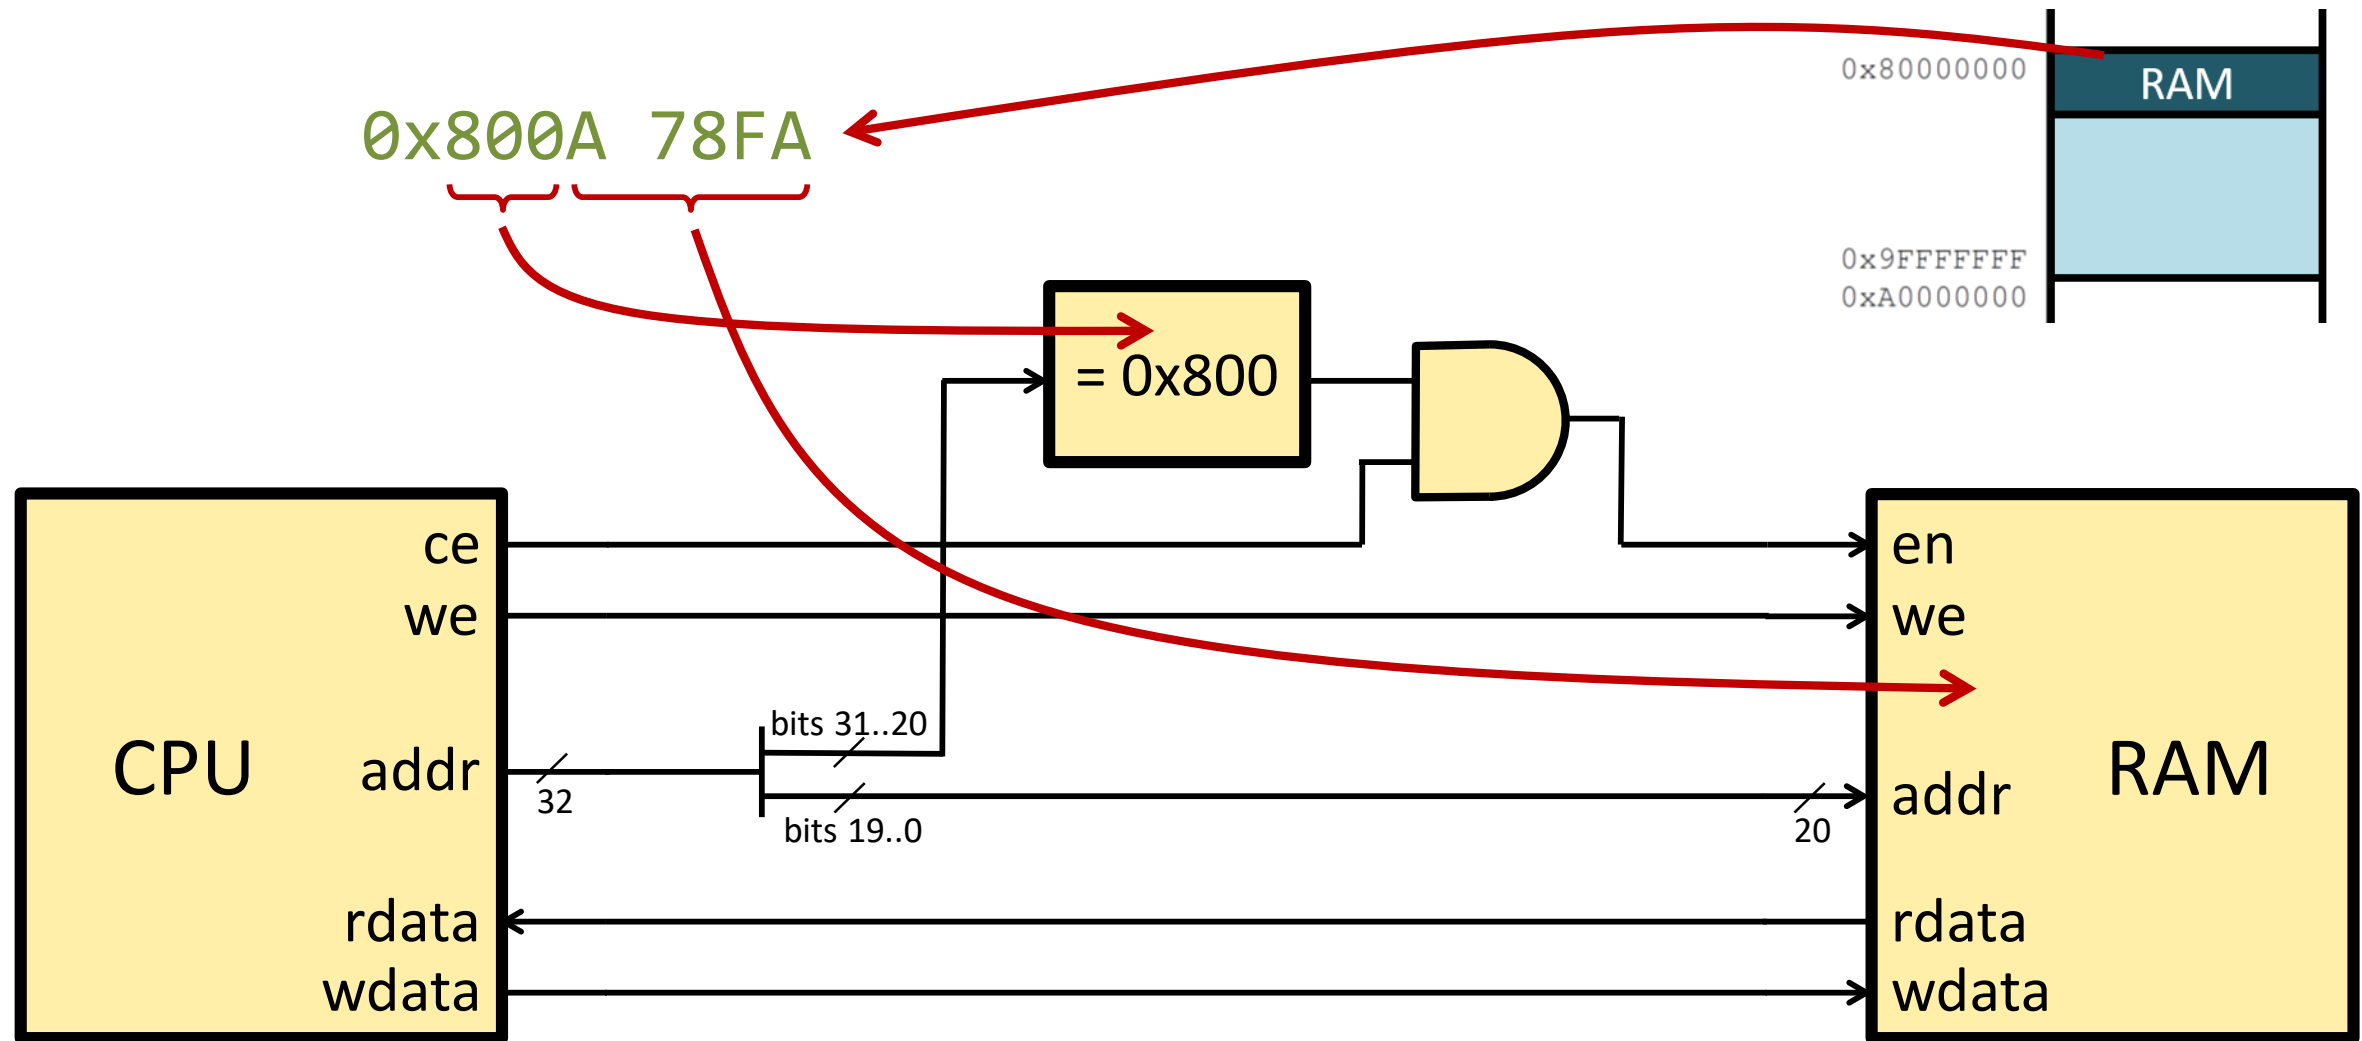 0x80000000
RAM
0x800A 78FA
0x9FFFFFFF
0xA0000000
= 0x800
ce
en
we
we
bits 31..20
CPU
addr
32
bits 19..0
20
addr
RAM
rdata
rdata
wdata
wdata